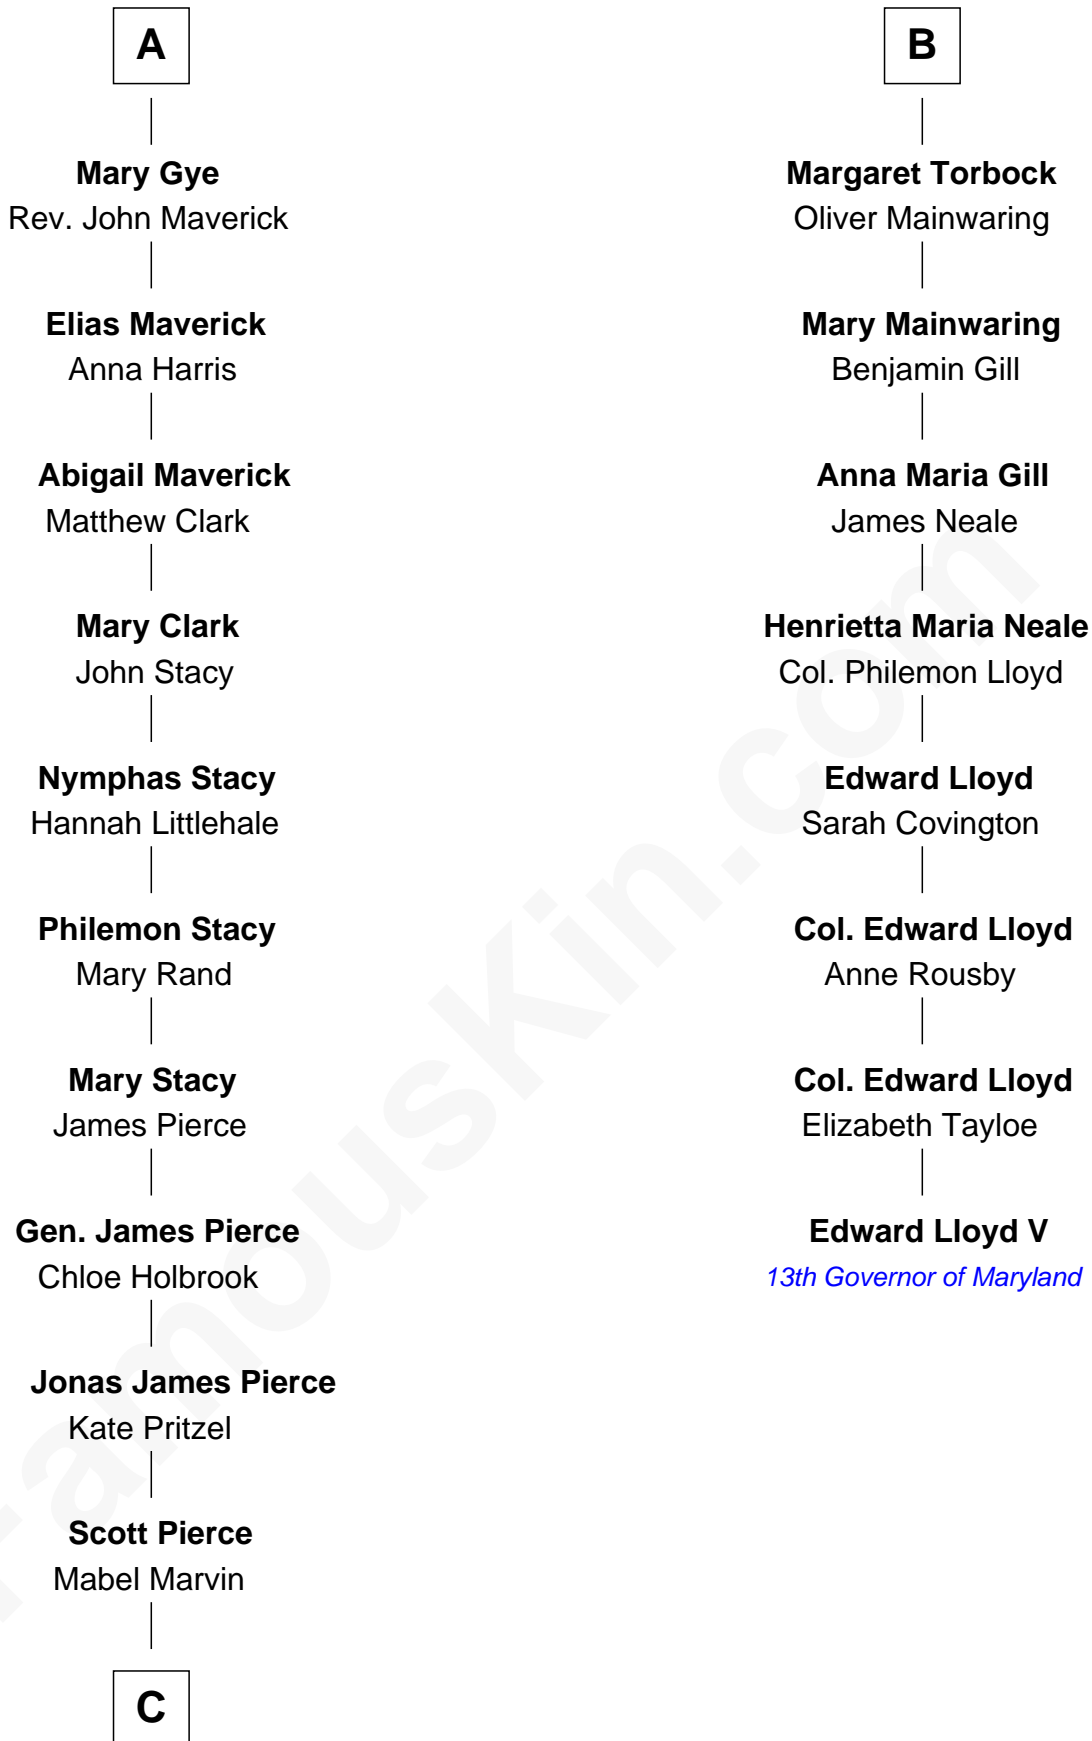 A
Mary Gye
Rev. John Maverick
Elias Maverick
Anna Harris
Abigail Maverick
Matthew Clark
Mary Clark
John Stacy
Nymphas Stacy
Hannah Littlehale
Philemon Stacy
Mary Rand
Mary Stacy
James Pierce
Gen. James Pierce
Chloe Holbrook
Jonas James Pierce
Kate Pritzel
Scott Pierce
Mabel Marvin
C
B
Margaret Torbock
Oliver Mainwaring
Mary Mainwaring
Benjamin Gill
Anna Maria Gill
James Neale
Henrietta Maria Neale
Col. Philemon Lloyd
Edward Lloyd
Sarah Covington
Col. Edward Lloyd
Anne Rousby
Col. Edward Lloyd
Elizabeth Tayloe
Edward Lloyd V
13th Governor of Maryland
FamousKin.com